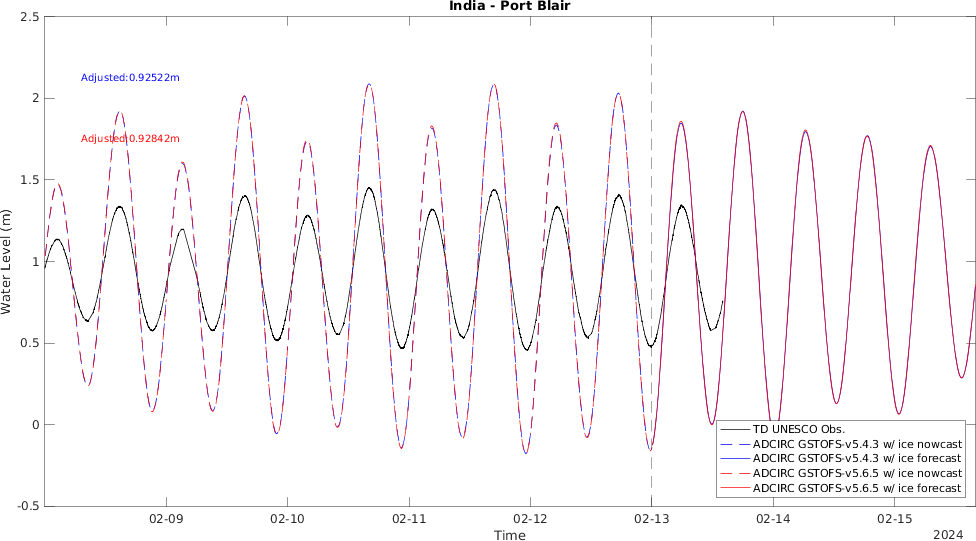 India - Port Blair
2.5
2
1.5
1
0.5
0
-0.5
Water Level (m)
Adjusted:0.92522m
Adjusted:0.92842m
TD UNESCO Obs.
ADCIRC GSTOFS-v5.4.3 w/ ice nowcast
ADCIRC GSTOFS-v5.4.3 w/ ice forecast
ADCIRC GSTOFS-v5.6.5 w/ ice nowcast
ADCIRC GSTOFS-v5.6.5 w/ ice forecast
02-09 02-10 02-11 02-12 02-13 02-14 02-15
Time
2024